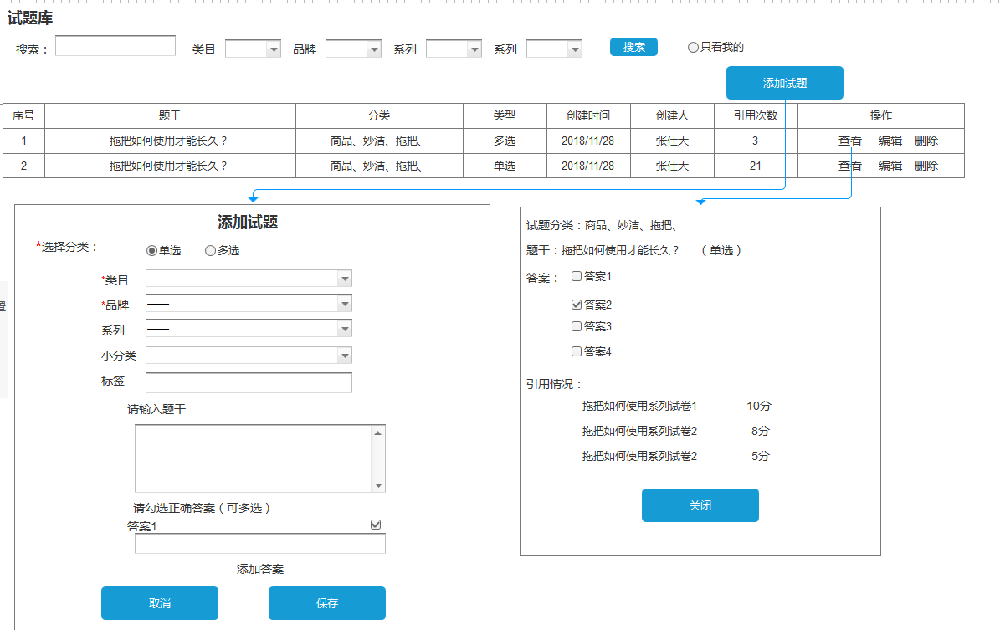 试题库
搜索： 类目 品牌 系列 系列 搜索 只看我的
添加试题
序号 题干 分类 类型 创建时间 创建人 引用次数 操作
1 拖把如何使用才能长久？ 商品、妙洁、拖把、 多选 2018/11/28 张仕天 3 查看 编辑 删除
2 拖把如何使用才能长久？ 商品、妙洁、拖把、 单选 2018/11/28 张仕天 21 查看 编辑 删除
添加试题
*选择分类： 单选 多选
*类目 ——
*品牌 ——
系列 ——
小分类 ——
标签
请输入题干
请勾选正确答案（可多选）
答案1
添加答案
取消 保存
试题分类：商品、妙洁、拖把、
题干：拖把如何使用才能长久？ （单选）
答案： 答案1
答案2
答案3
答案4
引用情况：
拖把如何使用系列试卷1 10分
拖把如何使用系列试卷2 8分
拖把如何使用系列试卷2 5分
关闭
置